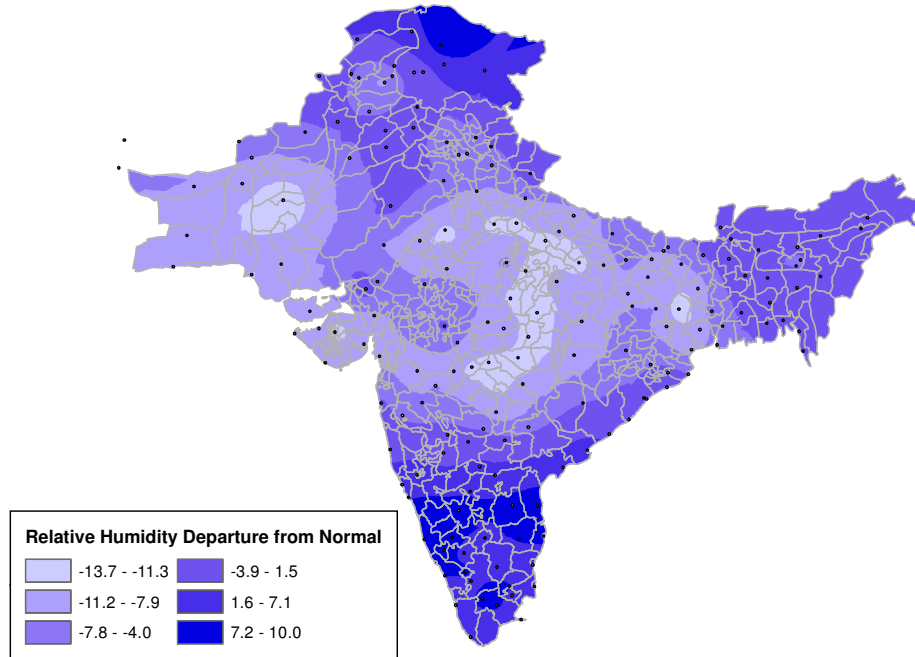 Relative Humidity Departure from Normal
-13.7 - -11.3 -3.9 - 1.5
-11.2 - -7.9 1.6 - 7.1
-7.8 - -4.0 7.2 - 10.0